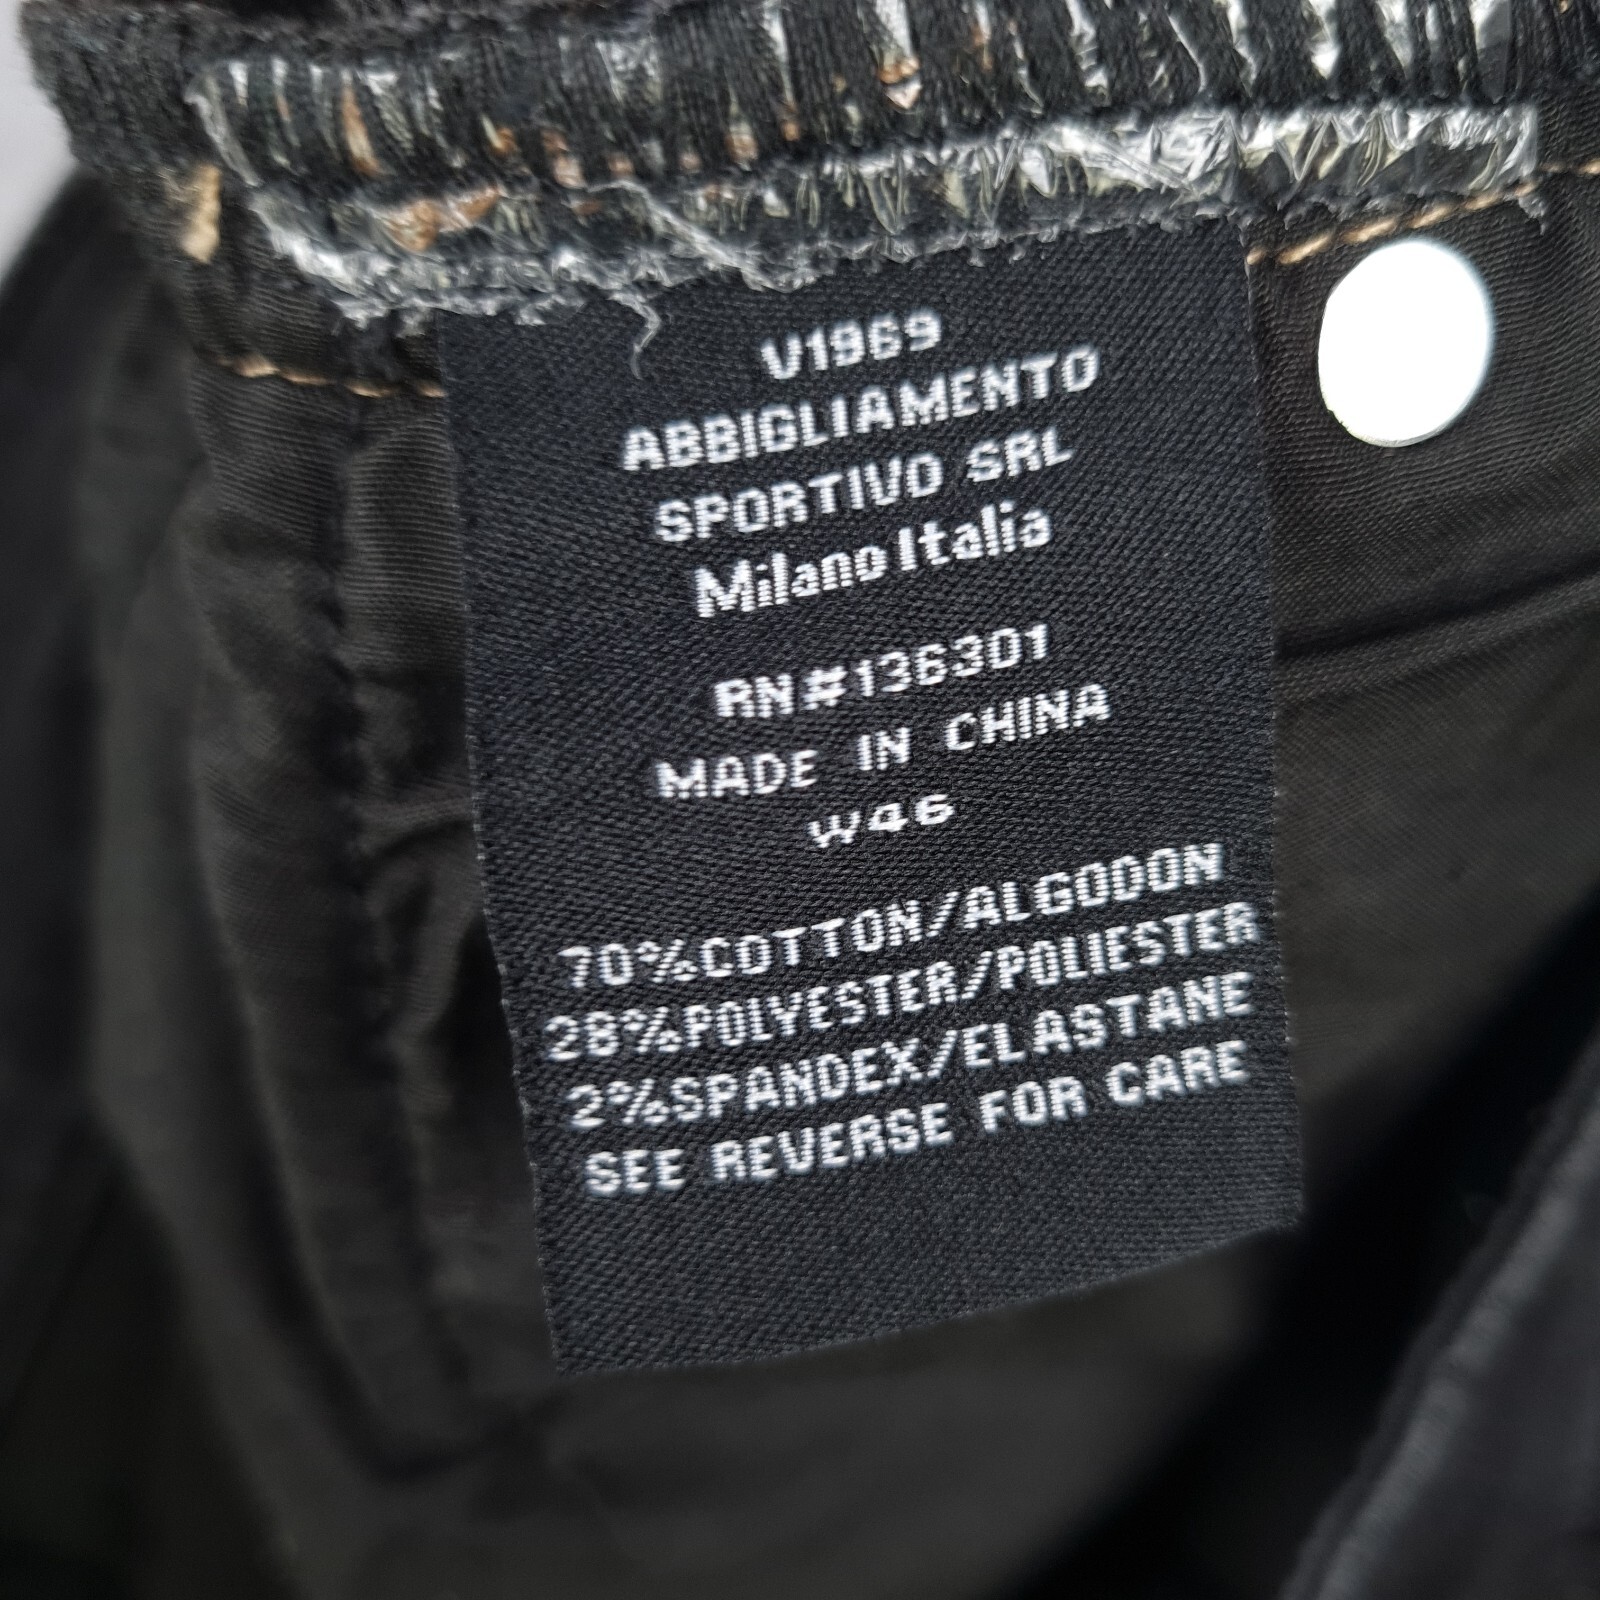 V1969
ABBIGLIAMENTO
SPORTIVO SRL
Milano Italia
RN#136301
MADE IN CHINA
W46
70%COTTON/ALGODON
28%POLYESTER/POLIESTER
2%SPANDEX/ELASTANE
SEE REVERSE FOR CARE